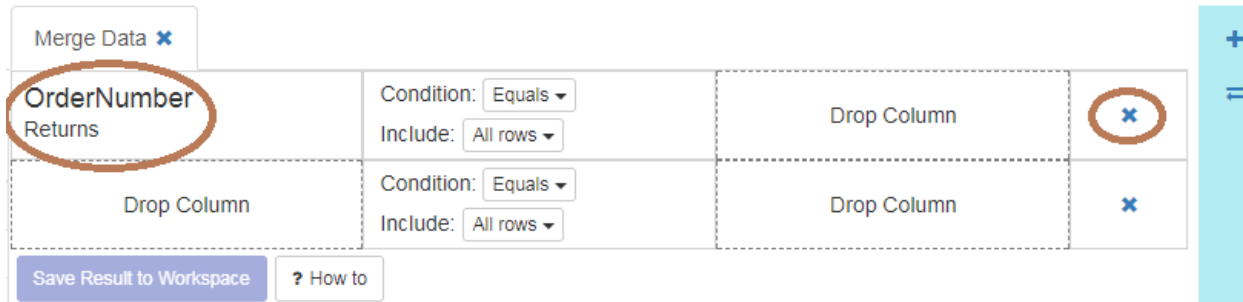 Merge Data
OrderNumber
Returns
Condition: Equals
Include: All rows
Drop Column
Drop Column
Condition: Equals
Include: All rows
Drop Column
Save Result to Workspace
? How to